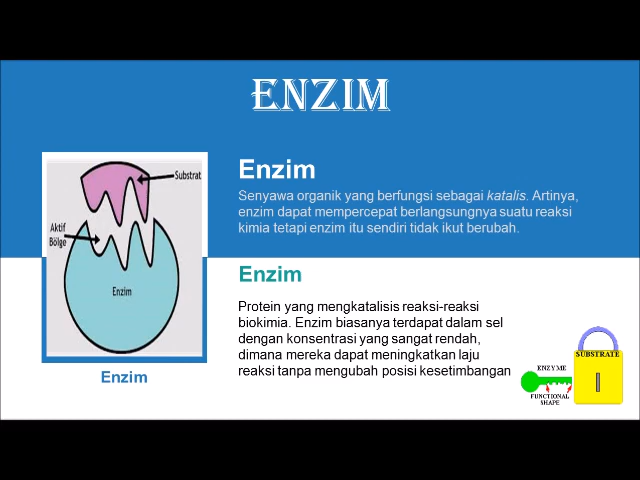 ENZIM
Enzim
Senyawa organik yang berfungsi sebagai katalis. Artinya,
enzim dapat mempercepat berlangsungnya suatu reaksi
kimia tetapi enzim itu sendiri tidak ikut berubah.
Substrat
Aktif
Bölge
Enzim
Enzim
Enzim
Protein yang mengkatalisis reaksi-reaksi
biokimia. Enzim biasanya terdapat dalam sel
dengan konsentrasi yang sangat rendah,
dimana mereka dapat meningkatkan laju
reaksi tanpa mengubah posisi kesetimbangan
ENZYME
FUNCTIONAL
SHAPE
SUBSTRATE